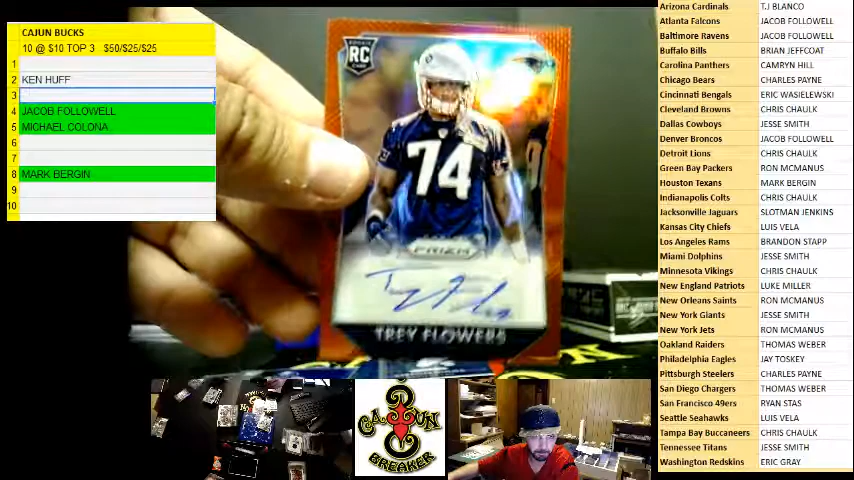 CAJUN BUCKS
10 @ $10 TOP 3 $50/$25/$25
1
2 KEN HUFF
3
4 JACOB FOLLOWELL
5 MICHAEL COLONA
6
7
8 MARK BERGIN
9
10
RC
74
PRIZM
TREY FLOWERS
CAJUN
BREAKER
Arizona Cardinals T.J BLANCO
Atlanta Falcons JACOB FOLLOWELL
Baltimore Ravens JACOB FOLLOWELL
Buffalo Bills BRIAN JEFFCOAT
Carolina Panthers CAMRYN HILL
Chicago Bears CHARLES PAYNE
Cincinnati Bengals ERIC WASIELEWSKI
Cleveland Browns CHRIS CHAULK
Dallas Cowboys JESSE SMITH
Denver Broncos JACOB FOLLOWELL
Detroit Lions CHRIS CHAULK
Green Bay Packers RON MCMANUS
Houston Texans MARK BERGIN
Indianapolis Colts CHRIS CHAULK
Jacksonville Jaguars SLOTMAN JENKINS
Kansas City Chiefs LUIS VELA
Los Angeles Rams BRANDON STAPP
Miami Dolphins JESSE SMITH
Minnesota Vikings CHRIS CHAULK
New England Patriots LUKE MILLER
New Orleans Saints RON MCMANUS
New York Giants JESSE SMITH
New York Jets RON MCMANUS
Oakland Raiders THOMAS WEBER
Philadelphia Eagles JAY TOSKEY
Pittsburgh Steelers CHARLES PAYNE
San Diego Chargers THOMAS WEBER
San Francisco 49ers RYAN STAS
Seattle Seahawks LUIS VELA
Tampa Bay Buccaneers CHRIS CHAULK
Tennessee Titans JESSE SMITH
Washington Redskins ERIC GRAY